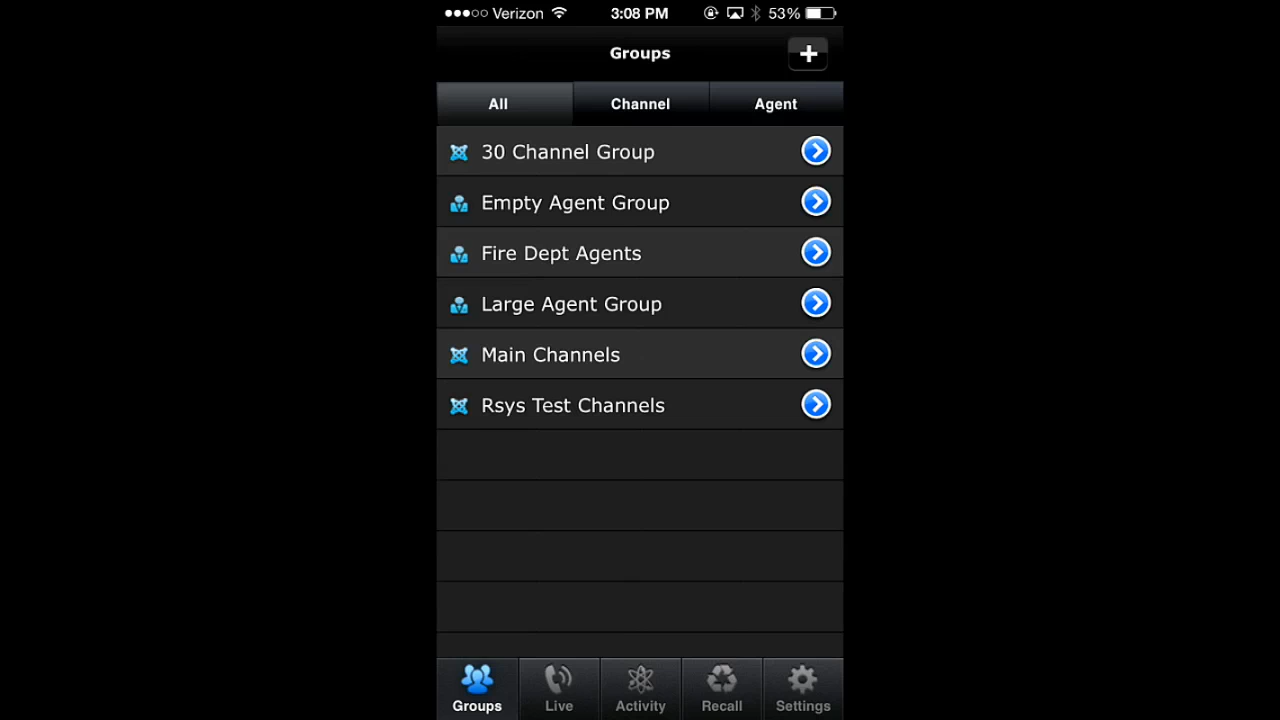 Verizon 3:08 PM 53%
Groups
All Channel Agent
30 Channel Group
Empty Agent Group
Fire Dept Agents
Large Agent Group
Main Channels
Rsys Test Channels
Groups Live Activity Recall Settings